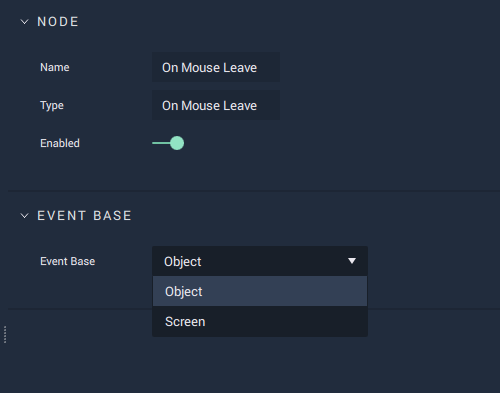 NODE
Name On Mouse Leave
Type On Mouse Leave
Enabled
EVENT BASE
Event Base Object
Object
Screen